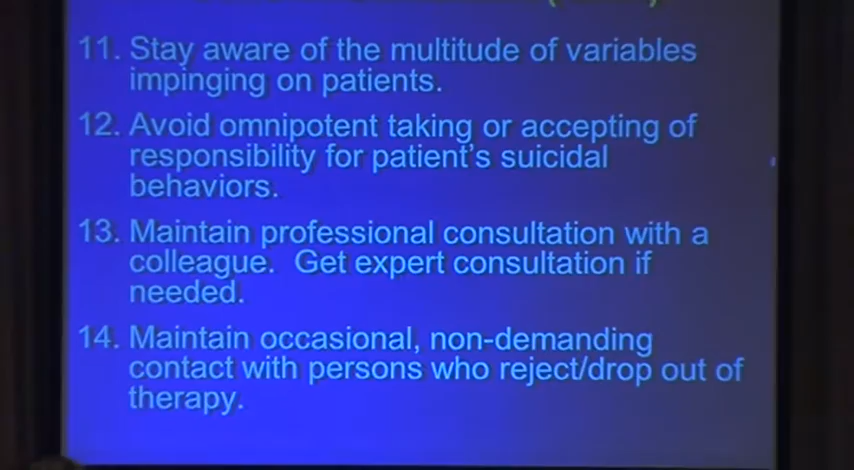 11. Stay aware of the multitude of variables
impinging on patients.
12. Avoid omnipotent taking or accepting of
responsibility for patient's suicidal
behaviors.
13. Maintain professional consultation with a
colleague.  Get expert consultation if
needed.
14. Maintain occasional, non-demanding
contact with persons who reject/drop out of
therapy.